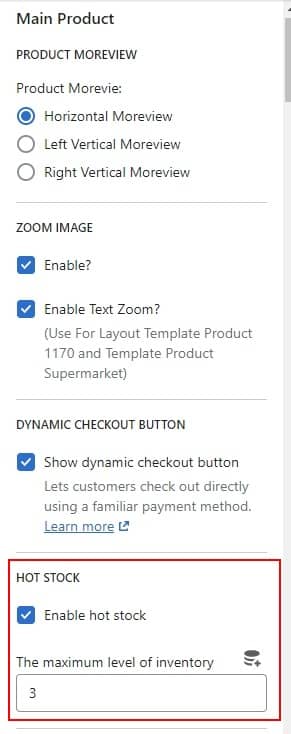 Main Product
PRODUCT MOREVIEW
Product Morevie:
Horizontal Moreview
Left Vertical Moreview
Right Vertical Moreview
ZOOM IMAGE
Enable?
Enable Text Zoom?
(Use For Layout Template Product
1170 and Template Product
Supermarket)
DYNAMIC CHECKOUT BUTTON
Show dynamic checkout button
Lets customers check out directly
using a familiar payment method.
Learn more
HOT STOCK
Enable hot stock
The maximum level of inventory
3